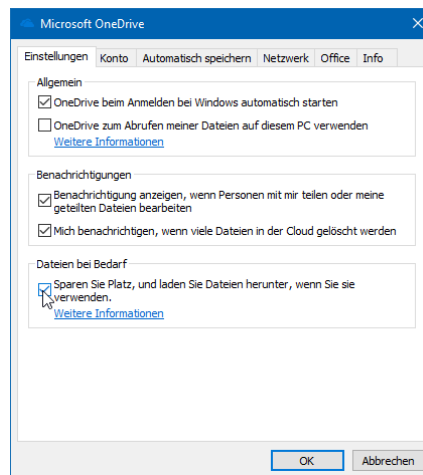 Microsoft OneDrive
Einstellungen Konto Automatisch speichern Netzwerk Office Info
Allgemein
OneDrive beim Anmelden bei Windows automatisch starten
OneDrive zum Abrufen meiner Dateien auf diesem PC verwenden
Weitere Informationen
Benachrichtigungen
Benachrichtigung anzeigen, wenn Personen mit mir teilen oder meine
geteilten Dateien bearbeiten
Mich benachrichtigen, wenn viele Dateien in der Cloud gelöscht werden
Dateien bei Bedarf
Sparen Sie Platz, und laden Sie Dateien herunter, wenn Sie sie
verwenden.
Weitere Informationen
OK Abbrechen